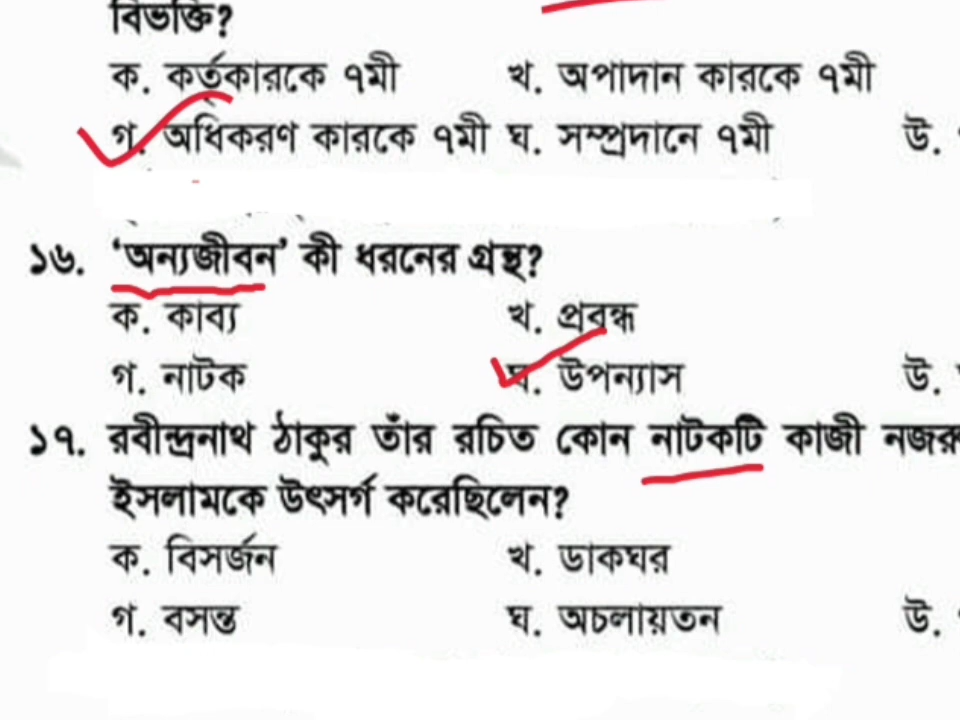 বিভক্তি?
ক. কর্তৃকারকে ৭মী খ. অপাদান কারকে ৭মী
গ. অধিকরণ কারকে ৭মী ঘ. সম্প্রদানে ৭মী উ.
১৬. ‘অন্যজীবন’ কী ধরনের গ্রন্থ?
ক. কাব্য খ. প্রবন্ধ
গ. নাটক ঘ. উপন্যাস উ.
১৭. রবীন্দ্রনাথ ঠাকুর তাঁর রচিত কোন নাটকটি কাজী নজরু
ইসলামকে উৎসর্গ করেছিলেন?
ক. বিসর্জন খ. ডাকঘর
গ. বসন্ত ঘ. অচলায়তন উ.